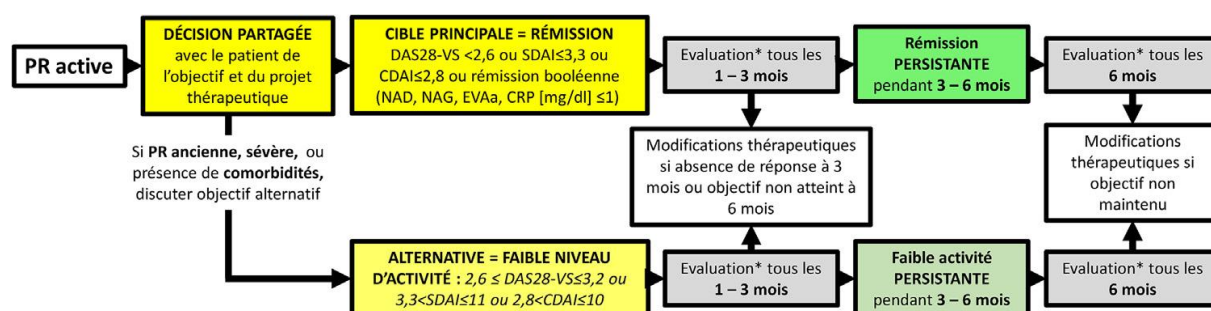 PR active
DÉCISION PARTAGÉE
avec le patient de
l'objectif et du projet
thérapeutique
CIBLE PRINCIPALE = RÉMISSION
DAS28-VS <2,6 ou SDAI≤3,3 ou
CDAI≤2,8 ou rémission booléenne
(NAD, NAG, EVAa, CRP [mg/dl] ≤1)
Evaluation* tous les
1 – 3 mois
Rémission
PERSISTANTE
pendant 3 – 6 mois
Evaluation* tous les
6 mois
Si PR ancienne, sévère, ou
présence de comorbidités,
discuter objectif alternatif
Modifications thérapeutiques
si absence de réponse à 3
mois ou objectif non atteint à
6 mois
Modifications
thérapeutiques si
objectif non
maintenu
ALTERNATIVE = FAIBLE NIVEAU
D'ACTIVITÉ : 2,6 ≤ DAS28-VS≤3,2 ou
3,3<SDAI≤11 ou 2,8<CDAI≤10
Evaluation* tous les
1 – 3 mois
Faible activité
PERSISTANTE
pendant 3 – 6 mois
Evaluation* tous les
6 mois